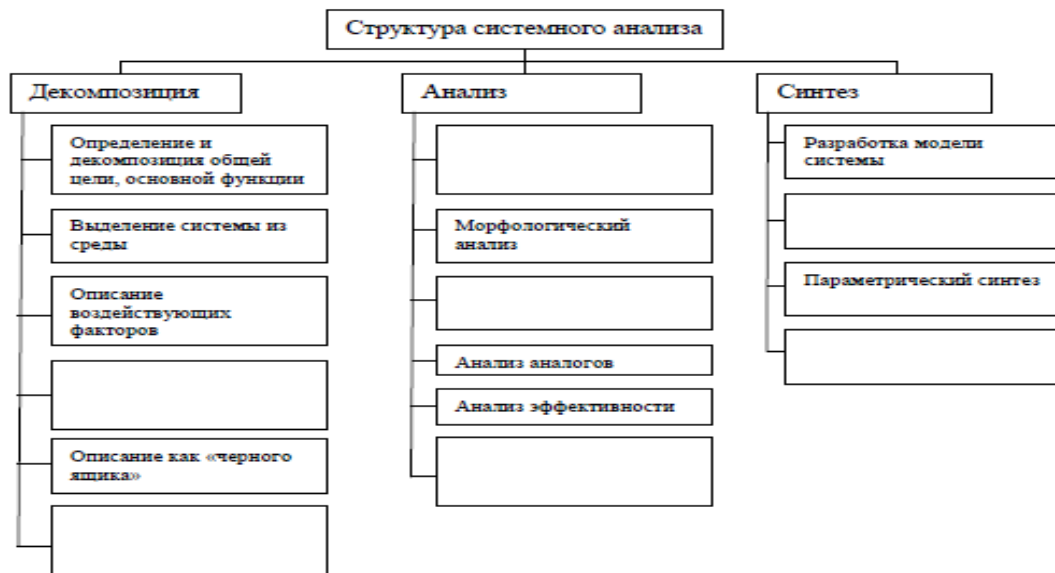 Структура системного анализа
Декомпозиция
Определение и
декомпозиция общей
цели, основной функции
Выделение системы из
среды
Описание
воздействующих
факторов
Описание как «черного
ящика»
Анализ
Морфологический
анализ
Анализ аналогов
Анализ эффективности
Синтез
Разработка модели
системы
Параметрический синтез